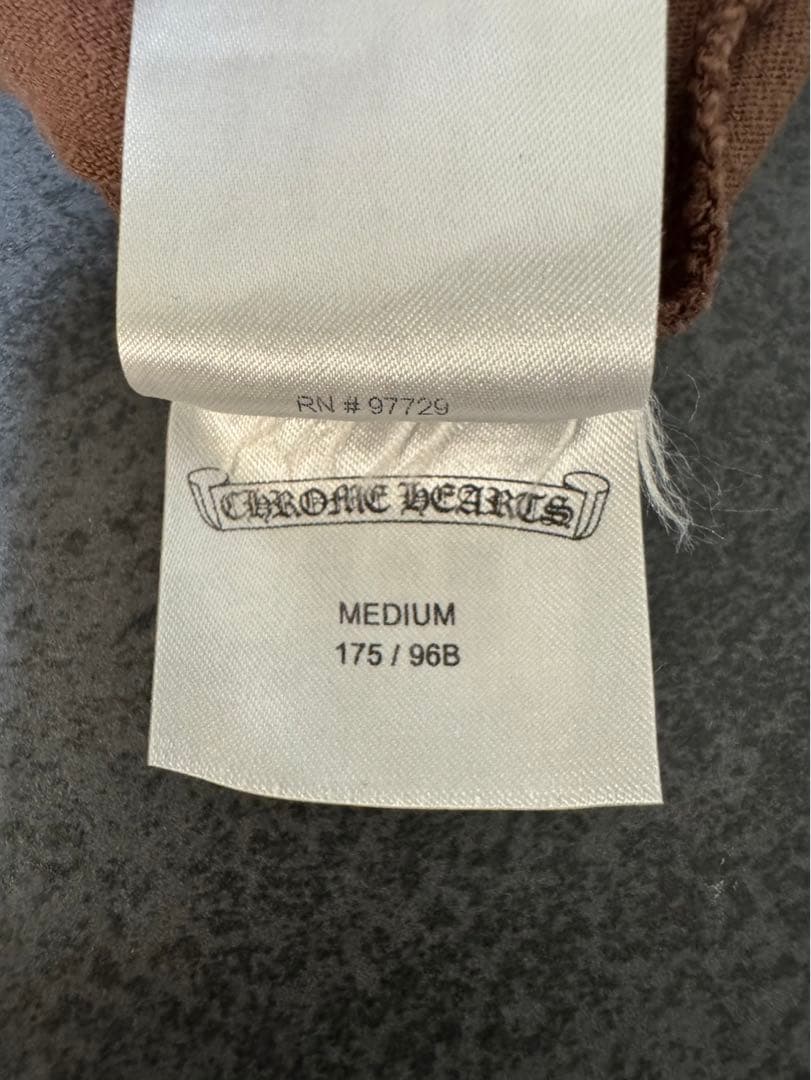 RN # 97729
CHROME HEARTS
MEDIUM
175 / 96B